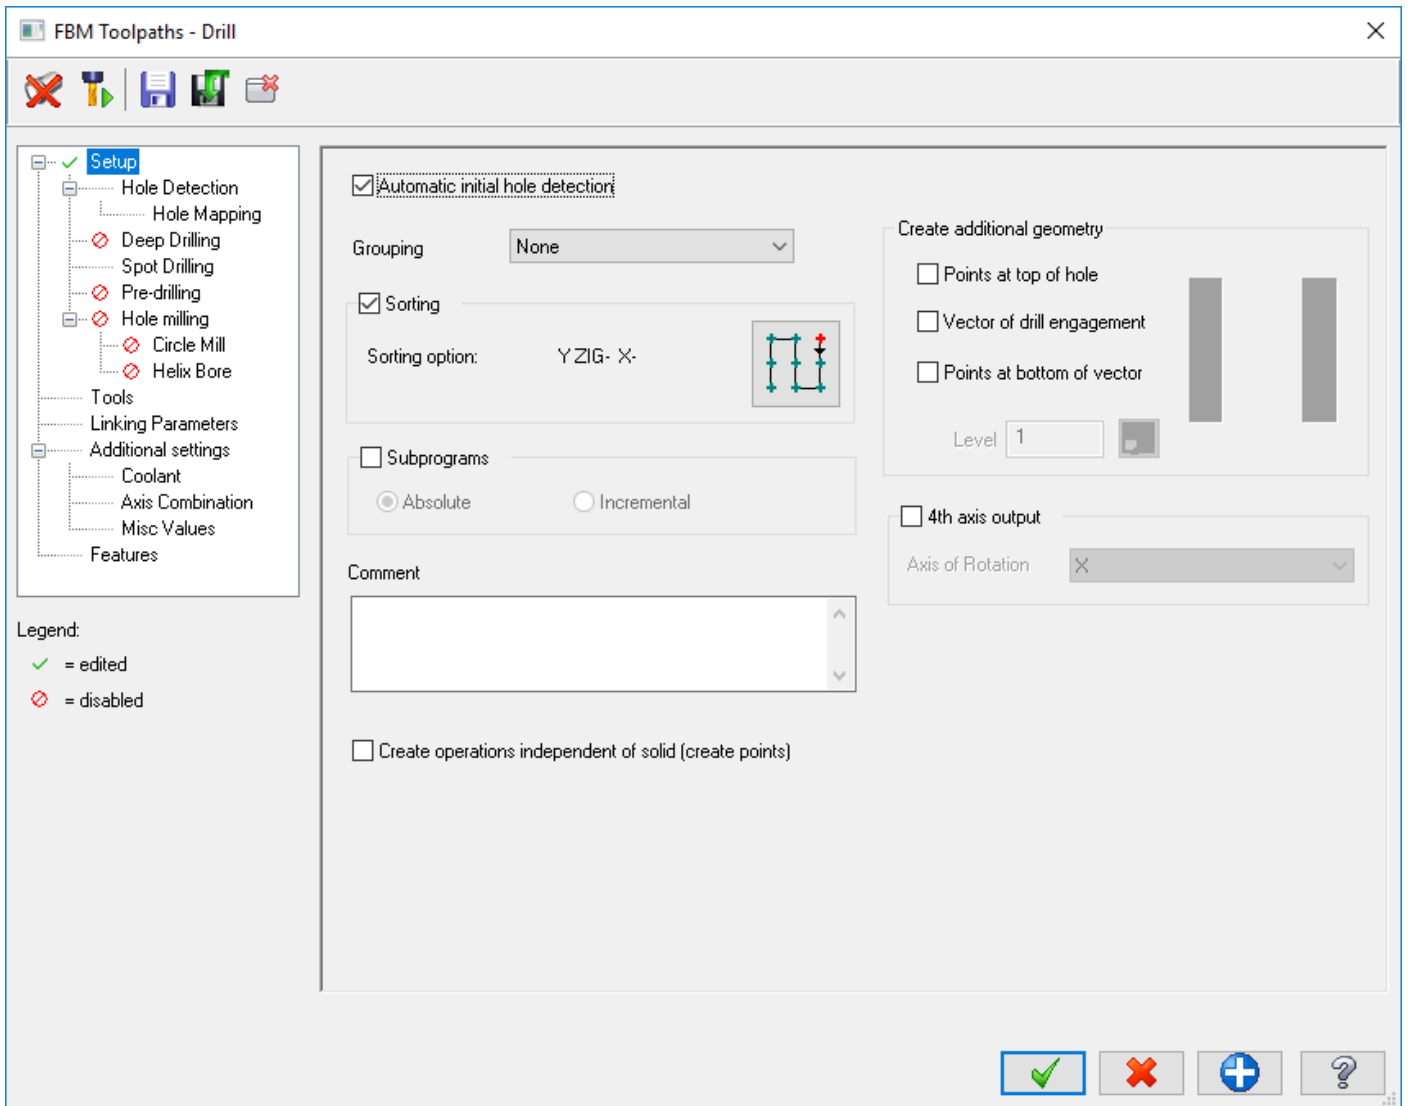 FBM Toolpaths - Drill
Setup
Hole Detection
Hole Mapping
Deep Drilling
Spot Drilling
Pre-drilling
Hole milling
Circle Mill
Helix Bore
Tools
Linking Parameters
Additional settings
Coolant
Axis Combination
Misc Values
Features
Legend:
= edited
= disabled
Automatic initial hole detection
Grouping None
Sorting
Sorting option: Y ZIG- X-
Subprograms
Absolute Incremental
Comment
Create operations independent of solid (create points)
Create additional geometry
Points at top of hole
Vector of drill engagement
Points at bottom of vector
Level 1
4th axis output
Axis of Rotation X